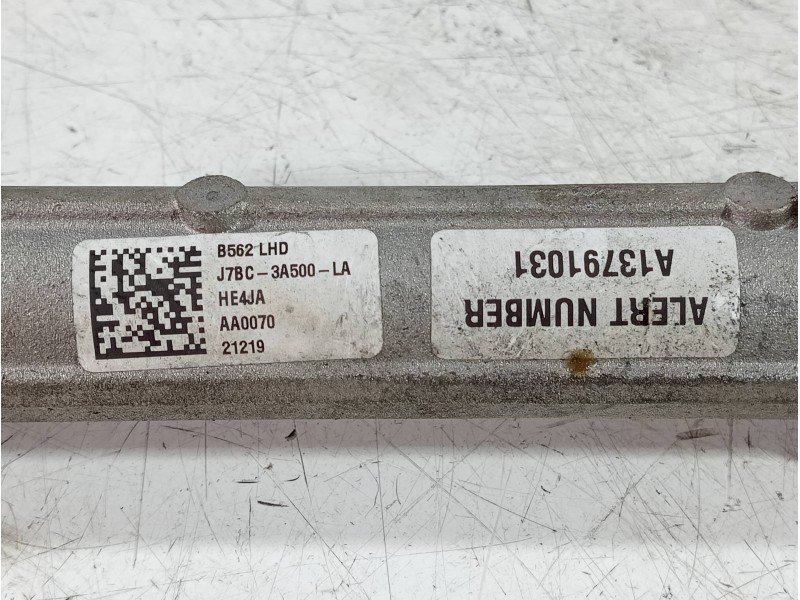 B562 LHD
J7BC-3A500-LA
HE4JA
AA0070
21219
ALERT NUMBER
A13791031